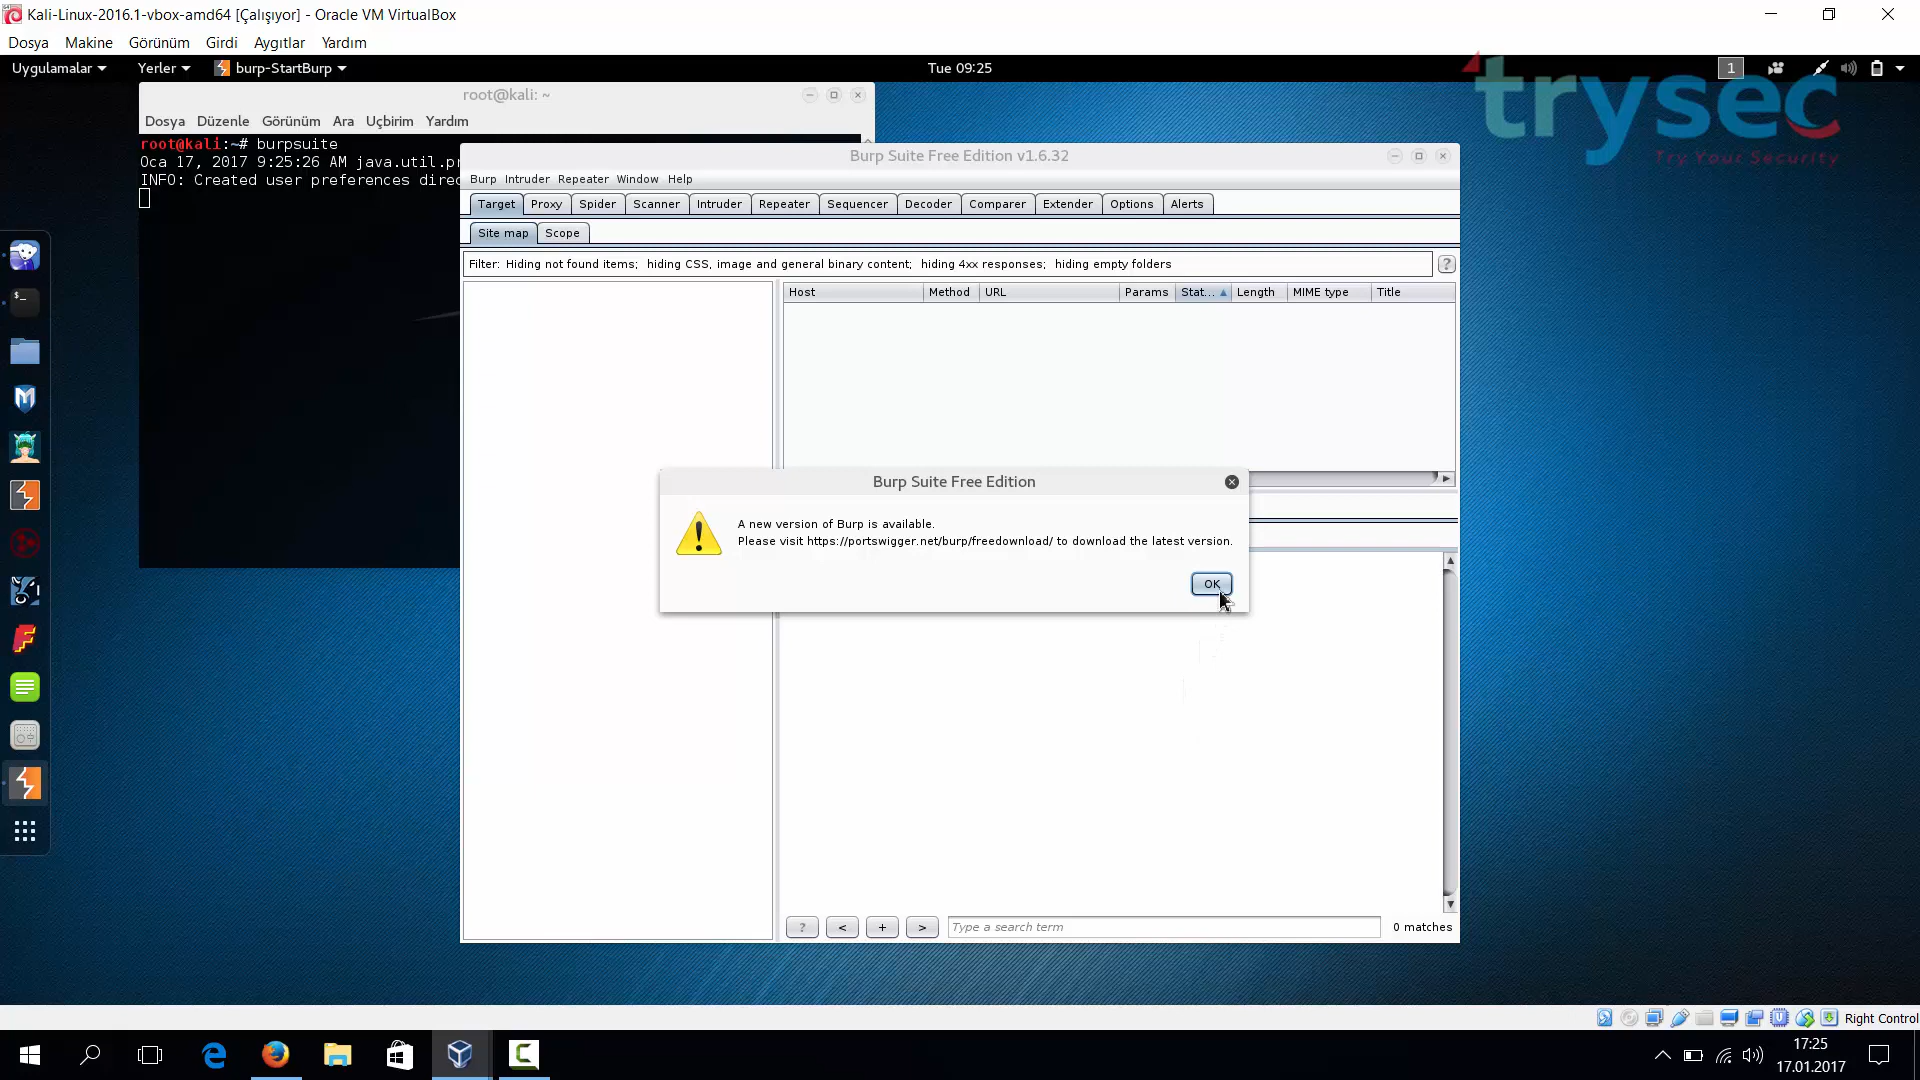 Kali-Linux-2016.1-vbox-amd64 [Çalışıyor] - Oracle VM VirtualBox
Dosya Makine Görünüm Girdi Aygıtlar Yardım
Uygulamalar Yerler burp-StartBurp Tue 09:25 1
trysec
Try Your Security
root@kali: ~
Dosya Düzenle Görünüm Ara Uçbirim Yardım
root@kali:~# burpsuite
Oca 17, 2017 9:25:26 AM java.util.pr
INFO: Created user preferences direc
Burp Suite Free Edition v1.6.32
Burp Intruder Repeater Window Help
Target Proxy Spider Scanner Intruder Repeater Sequencer Decoder Comparer Extender Options Alerts
Site map Scope
Filter: Hiding not found items; hiding CSS, image and general binary content; hiding 4xx responses; hiding empty folders ?
Host Method URL Params Stat... Length MIME type Title
Burp Suite Free Edition
A new version of Burp is available.
Please visit https://portswigger.net/burp/freedownload/ to download the latest version.
OK
? < + > Type a search term 0 matches
Right Control
17:25
17.01.2017